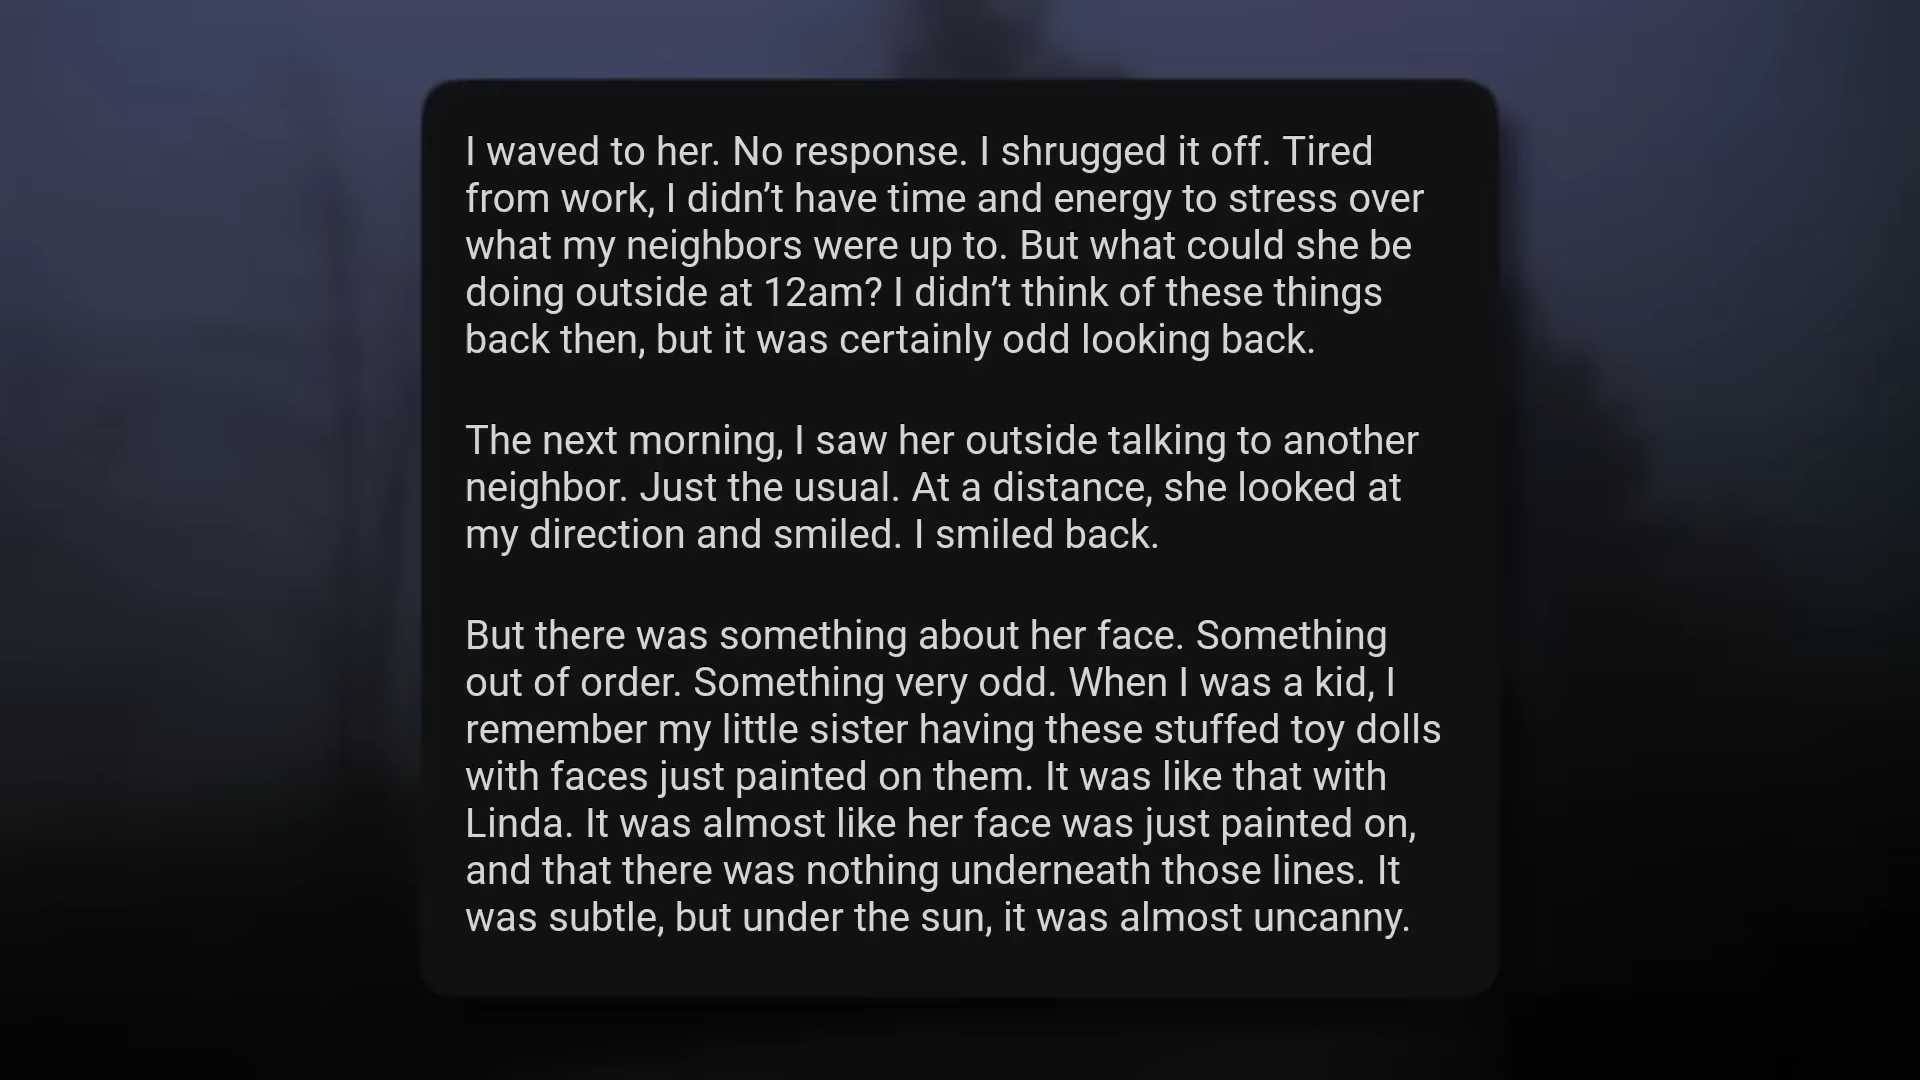 I waved to her. No response. I shrugged it off. Tired
from work, I didn’t have time and energy to stress over
what my neighbors were up to. But what could she be
doing outside at 12am? I didn’t think of these things
back then, but it was certainly odd looking back.
The next morning, I saw her outside talking to another
neighbor. Just the usual. At a distance, she looked at
my direction and smiled. I smiled back.
But there was something about her face. Something
out of order. Something very odd. When I was a kid, I
remember my little sister having these stuffed toy dolls
with faces just painted on them. It was like that with
Linda. It was almost like her face was just painted on,
and that there was nothing underneath those lines. It
was subtle, but under the sun, it was almost uncanny.